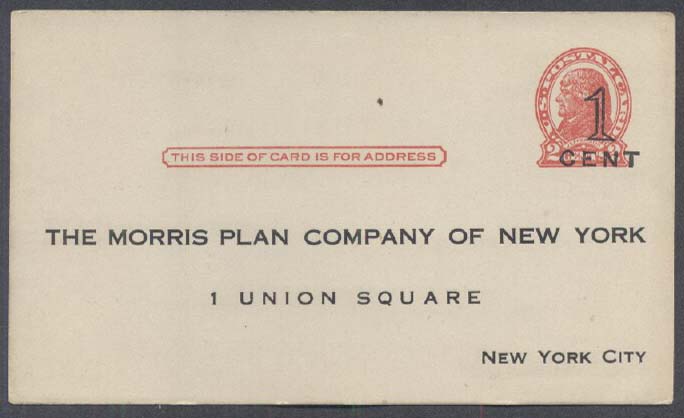 U.S. POSTAL CARD
1
CENT
THIS SIDE OF CARD IS FOR ADDRESS
THE MORRIS PLAN COMPANY OF NEW YORK
1 UNION SQUARE
NEW YORK CITY